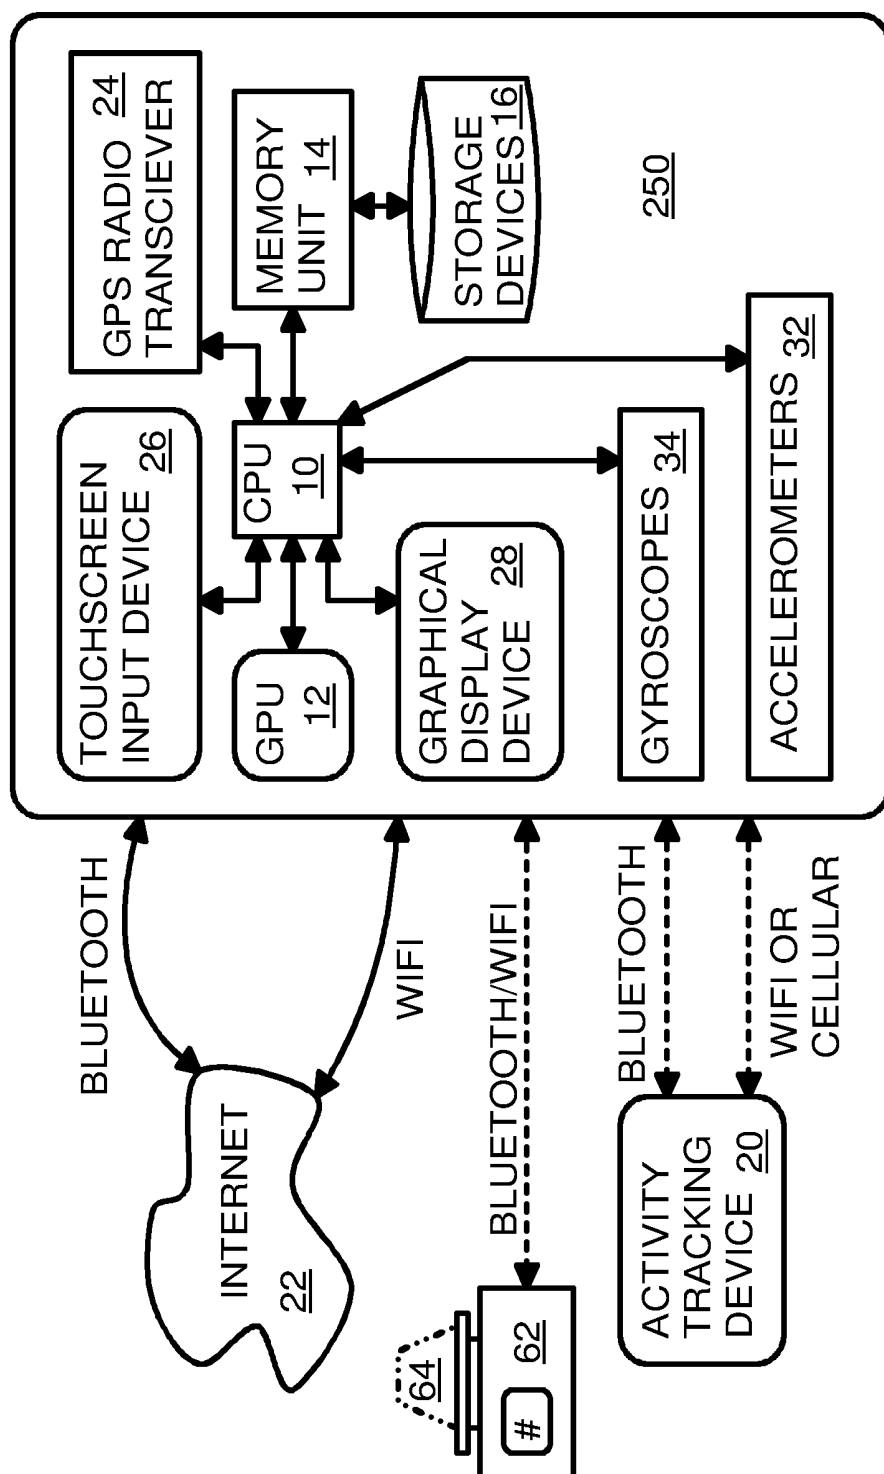 INTERNET
22
BLUETOOTH
WIFI
64
#
62
BLUETOOTH/WIFI
ACTIVITY
TRACKING
DEVICE 20
BLUETOOTH
WIFI OR
CELLULAR
TOUCHSCREEN
INPUT DEVICE 26
GPS RADIO 24
TRANSCIEVER
GPU
12
CPU
10
MEMORY
UNIT 14
GRAPHICAL
DISPLAY
DEVICE 28
STORAGE
DEVICES 16
GYROSCOPES 34
250
ACCELEROMETERS 32